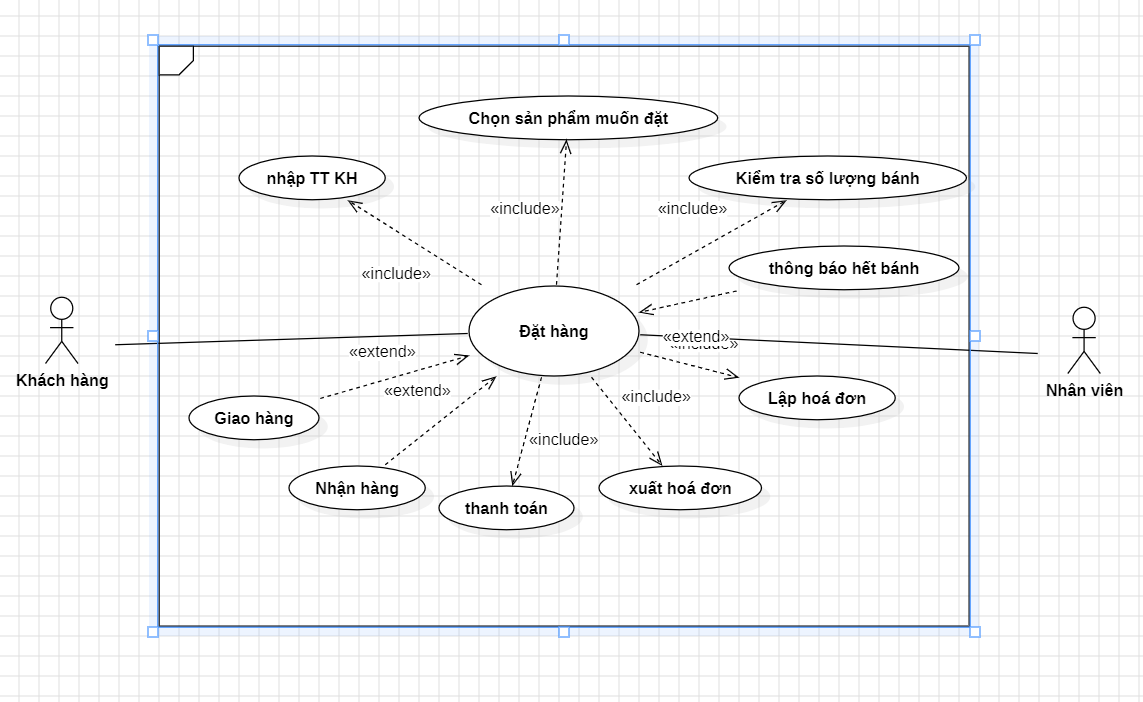 Chọn sản phẩm muốn đặt
nhập TT KH
Kiểm tra số lượng bánh
«include»
«include»
«include»
thông báo hết bánh
Đặt hàng
«extend»
«include»
«extend»
Khách hàng
«extend»
Nhân viên
«include»
Lập hoá đơn
Giao hàng
«include»
Nhận hàng
xuất hoá đơn
thanh toán